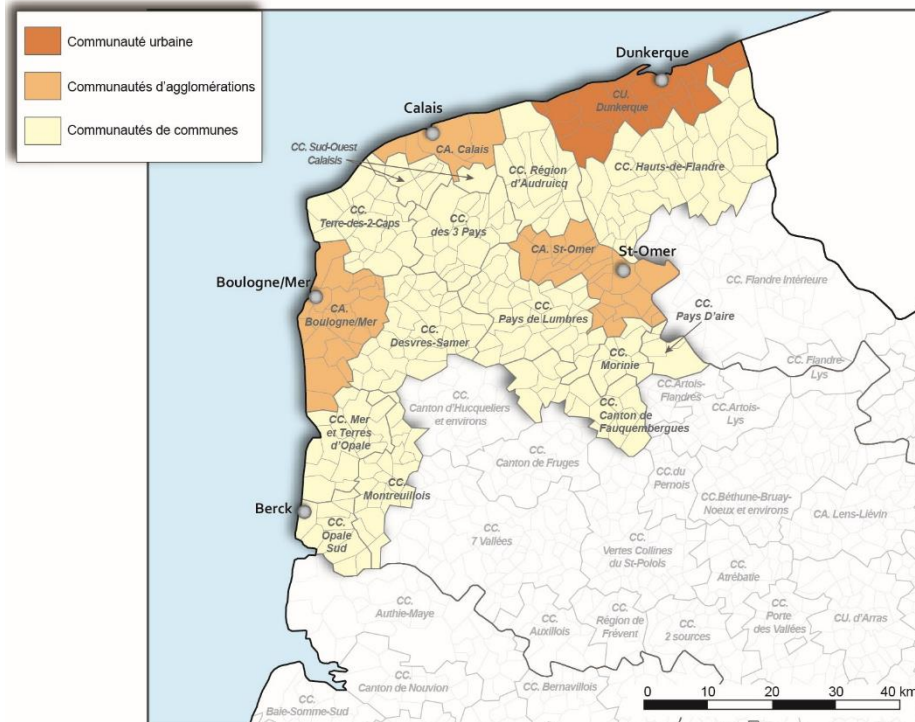 Communauté urbaine
Communautés d'agglomérations
Communautés de communes
Dunkerque
CU.
Dunkerque
Calais
CA. Calais
CC. Sud-Ouest
Calaisis
CC. Région
d'Audruicq
CC. Hauts-de-Flandre
CC.
Terre-des-2-Caps
CC.
des 3 Pays
CA. St-Omer
St-Omer
CC. Flandre Intérieure
Boulogne/Mer
CA.
Boulogne/Mer
CC.
Pays de Lumbres
CC.
Pays D'aire
CC.
Desvres-Samer
CC.
Morinie
CC. Flandre-
Lys
CC.
Canton d'Hucqueliers
et environs
CC.Artois-
Flandres
CC.Artois-
Lys
CC.
Canton de
Fauquembergues
CC. Mer
et Terres
d'Opale
CC.
Canton de Fruges
CC.du
Pernois
CC.
Montreuillois
CC.Béthune-Bruay-
Noeux et environs
CA. Lens-Liévin
Berck
CC.
Opale
Sud
CC.
7 Vallées
CC.
Vertes Collines
du St-Polois
CC.
Atrébatie
CC.
Authie-Maye
CC.
Auxillois
CC.
Région de
Frévent
CC.
2 sources
CC.
Porte
des Vallées
CU. d'Arras
CC.
Canton de Nouvion
CC. Bernavillois
CC.
Baie-Somme-Sud
0 10 20 30 40 km